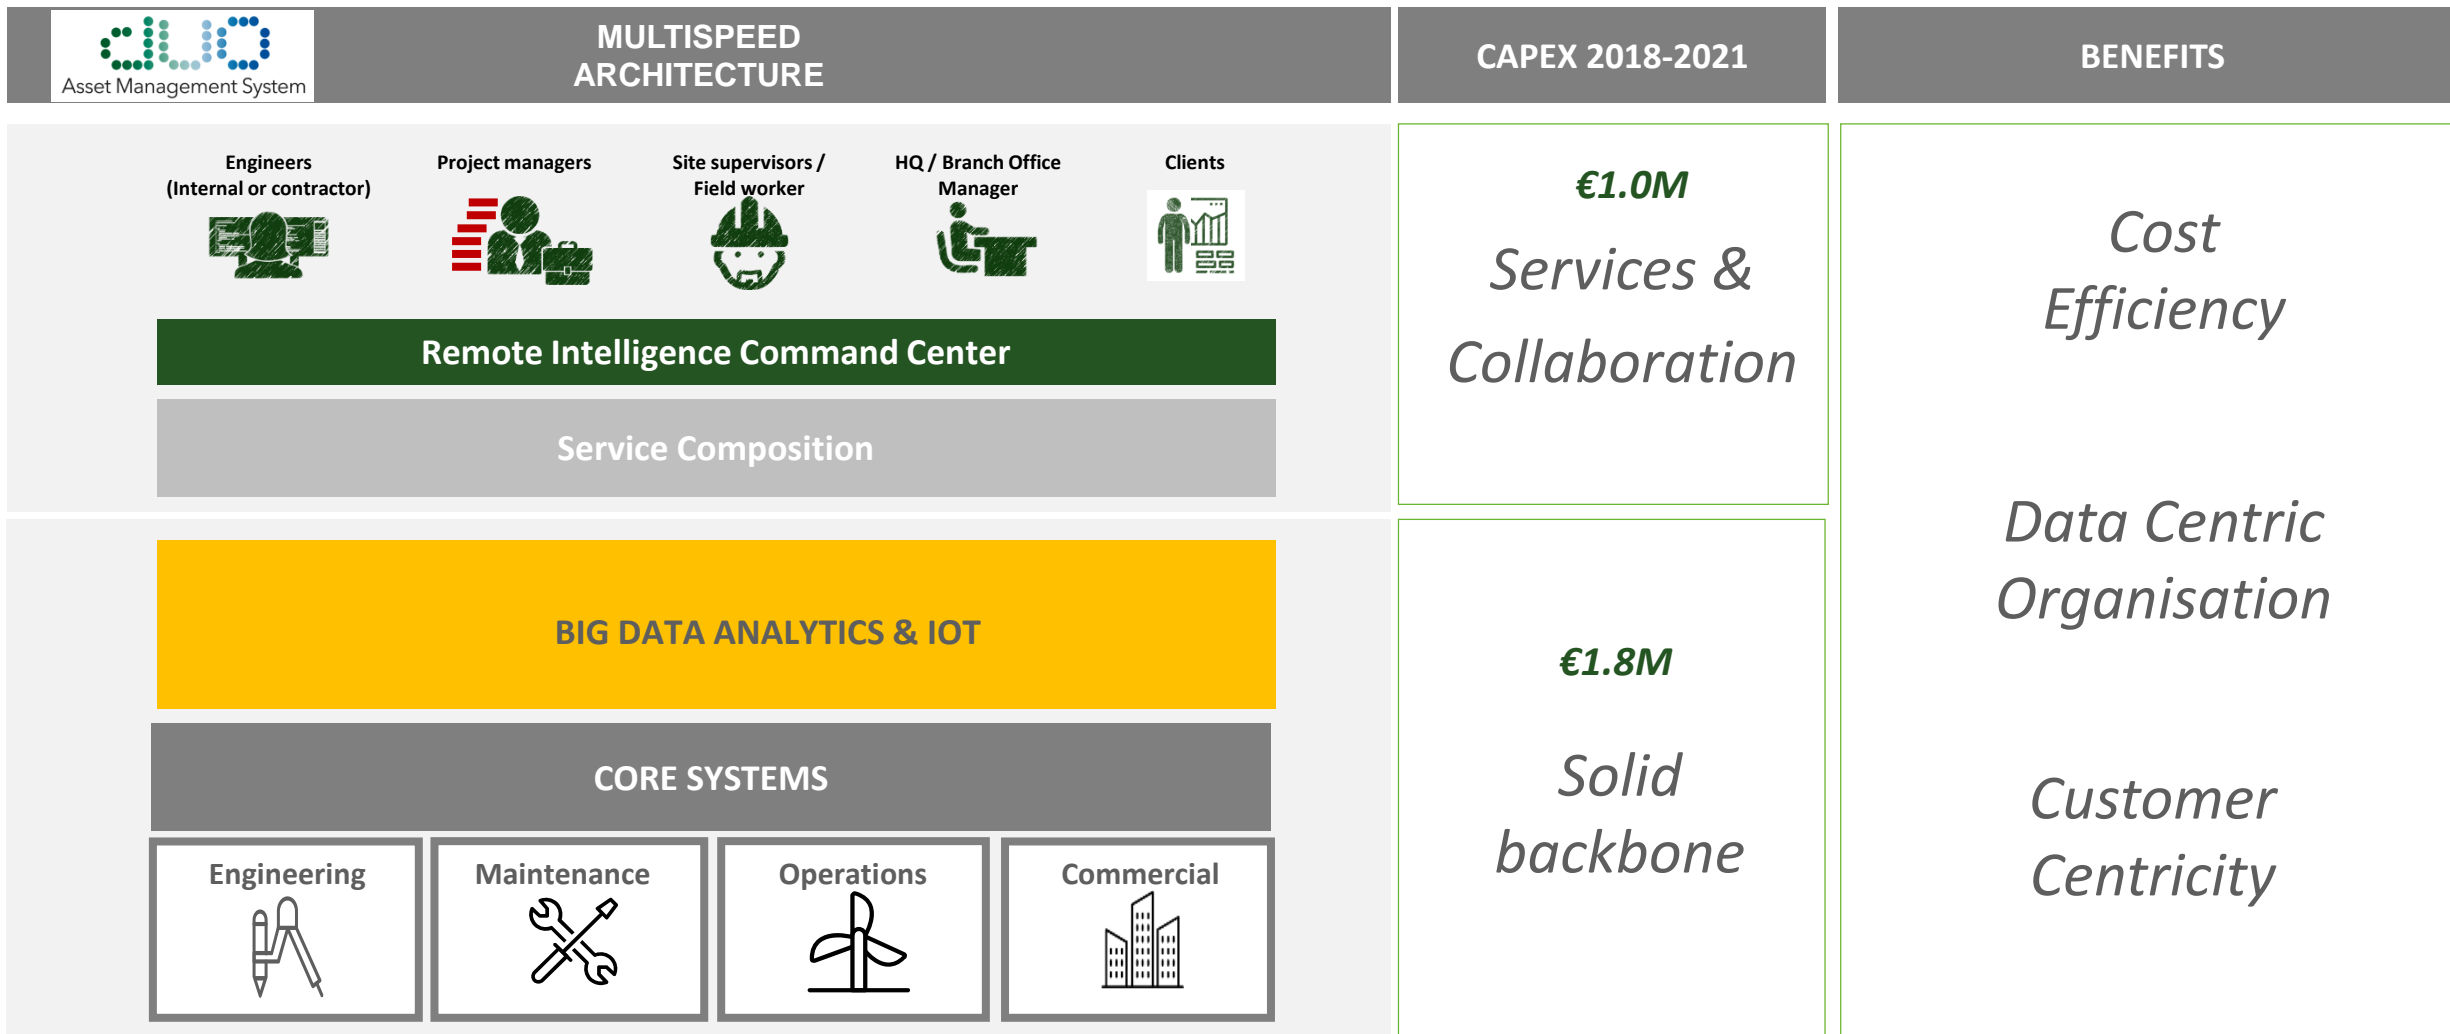 duo
Asset Management System
MULTISPEED
ARCHITECTURE
CAPEX 2018-2021
BENEFITS
Engineers
(Internal or contractor)
Project managers
Site supervisors /
Field worker
HQ / Branch Office
Manager
Clients
Remote Intelligence Command Center
Service Composition
€1.0M
Services &
Collaboration
BIG DATA ANALYTICS & IOT
CORE SYSTEMS
Engineering
Maintenance
Operations
Commercial
€1.8M
Solid
backbone
Cost
Efficiency
Data Centric
Organisation
Customer
Centricity